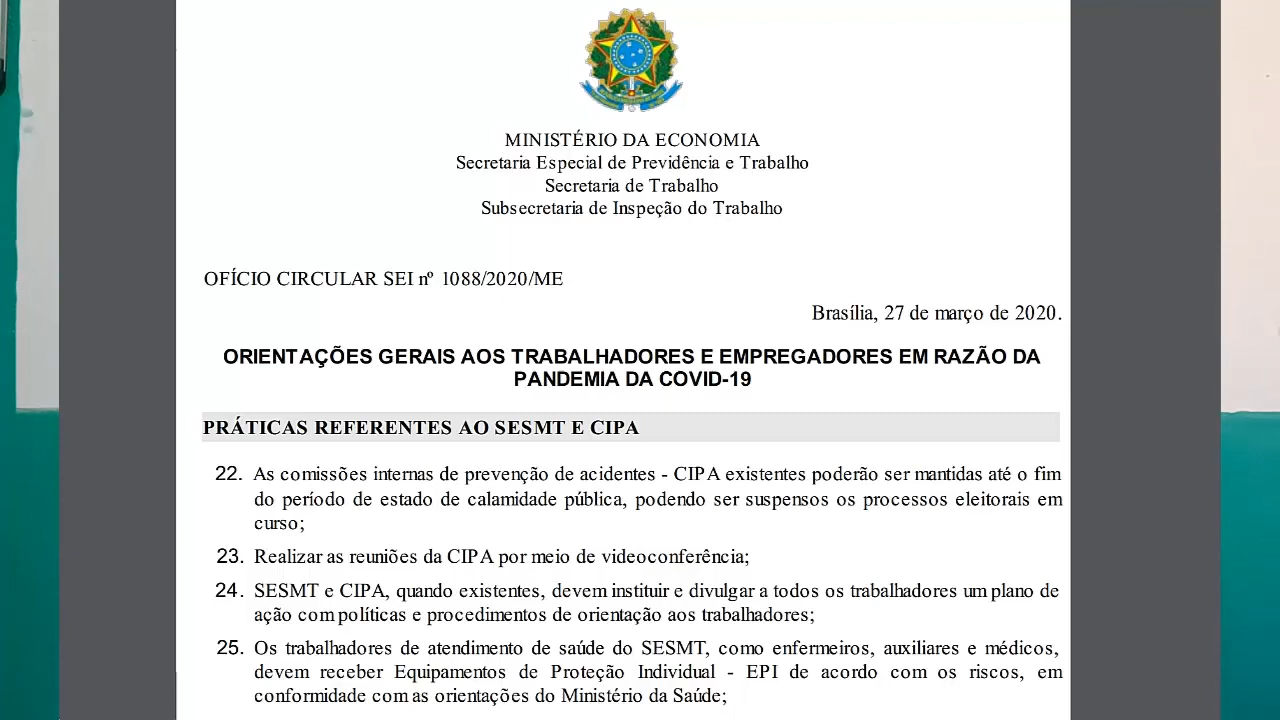 MINISTÉRIO DA ECONOMIA
Secretaria Especial de Previdência e Trabalho
Secretaria de Trabalho
Subsecretaria de Inspeção do Trabalho
OFÍCIO CIRCULAR SEI nº 1088/2020/ME
Brasília, 27 de março de 2020.
ORIENTAÇÕES GERAIS AOS TRABALHADORES E EMPREGADORES EM RAZÃO DA
PANDEMIA DA COVID-19
PRÁTICAS REFERENTES AO SESMT E CIPA
22. As comissões internas de prevenção de acidentes - CIPA existentes poderão ser mantidas até o fim
do período de estado de calamidade pública, podendo ser suspensos os processos eleitorais em
curso;
23. Realizar as reuniões da CIPA por meio de videoconferência;
24. SESMT e CIPA, quando existentes, devem instituir e divulgar a todos os trabalhadores um plano de
ação com políticas e procedimentos de orientação aos trabalhadores;
25. Os trabalhadores de atendimento de saúde do SESMT, como enfermeiros, auxiliares e médicos,
devem receber Equipamentos de Proteção Individual - EPI de acordo com os riscos, em
conformidade com as orientações do Ministério da Saúde;